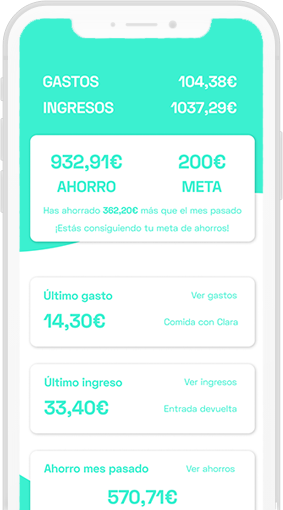 GASTOS 104,38€
INGRESOS 1037,29€
932,91€ 200€
AHORRO META
Has ahorrado 362,20€ más que el mes pasado
¡Estás consiguiendo tu meta de ahorros!
Último gasto Ver gastos
14,30€ Comida con Clara
Último ingreso Ver ingresos
33,40€ Entrada devuelta
Ahorro mes pasado Ver ahorros
570,71€